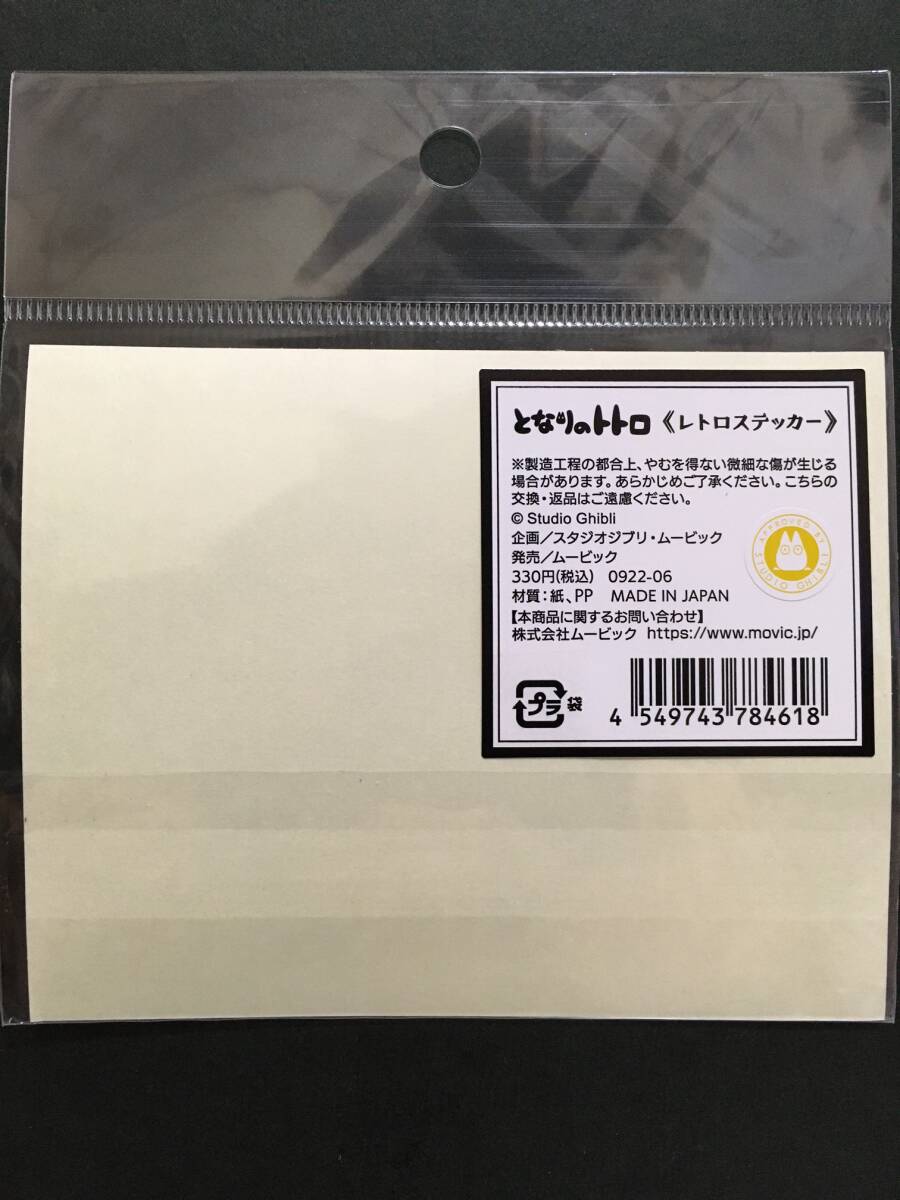 となりのトトロ《レトロステッカー》
※製造工程の都合上、やむを得ない微細な傷が生じる
場合があります。あらかじめご了承ください。こちらの
交換・返品はご遠慮ください。
© Studio Ghibli
企画／スタジオジブリ・ムービック
発売／ムービック
330円(税込) 0922-06
材質：紙、PP MADE IN JAPAN
【本商品に関するお問い合わせ】
株式会社ムービック https://www.movic.jp/
APPROVED BY
STUDIO GHIBLI
プラ 袋
4 549743 784618